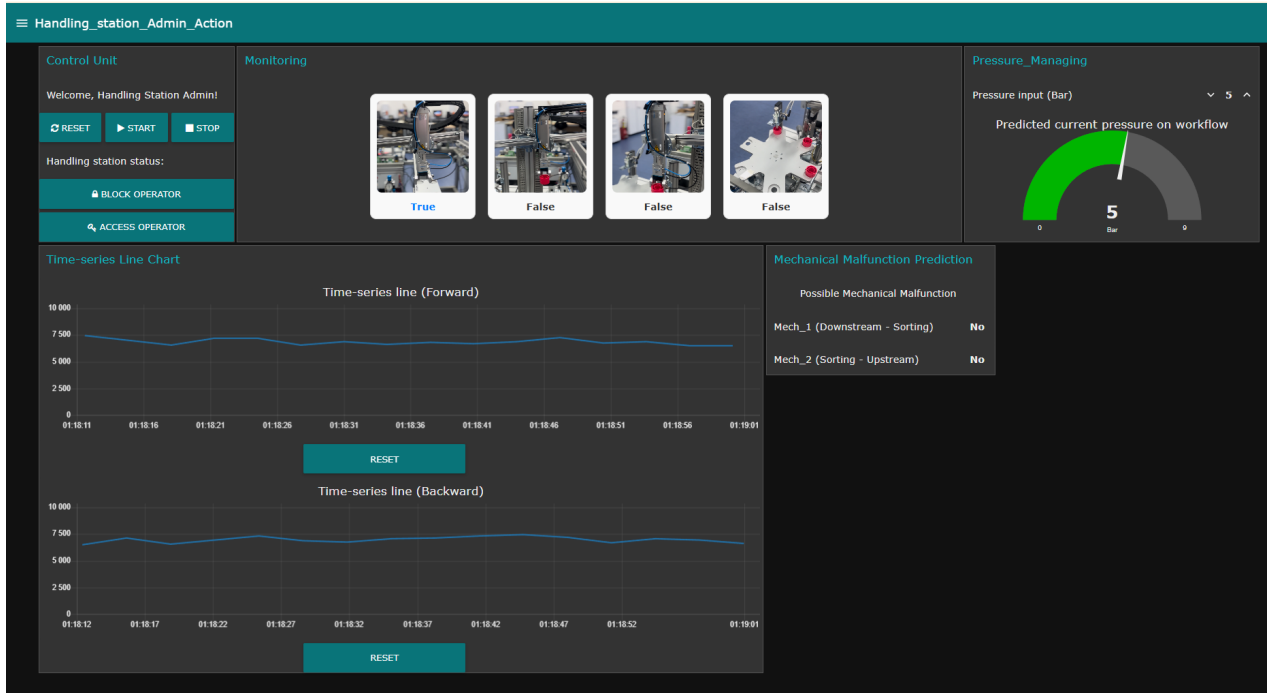 Handling_station_Admin_Action
Control Unit
Welcome, Handling Station Admin!
RESET START STOP
Handling station status:
BLOCK OPERATOR
ACCESS OPERATOR
Monitoring
True False False False
Pressure_Managing
Pressure input (Bar) 5
Predicted current pressure on workflow
5
0 Bar 9
Time-series Line Chart
Time-series line (Forward)
10 000
7 500
5 000
2 500
0
01:18:11 01:18:16 01:18:21 01:18:26 01:18:31 01:18:36 01:18:41 01:18:46 01:18:51 01:18:56 01:19:01
RESET
Time-series line (Backward)
10 000
7 500
5 000
2 500
0
01:18:12 01:18:17 01:18:22 01:18:27 01:18:32 01:18:37 01:18:42 01:18:47 01:18:52 01:19:01
RESET
Mechanical Malfunction Prediction
Possible Mechanical Malfunction
Mech_1 (Downstream - Sorting) No
Mech_2 (Sorting - Upstream) No